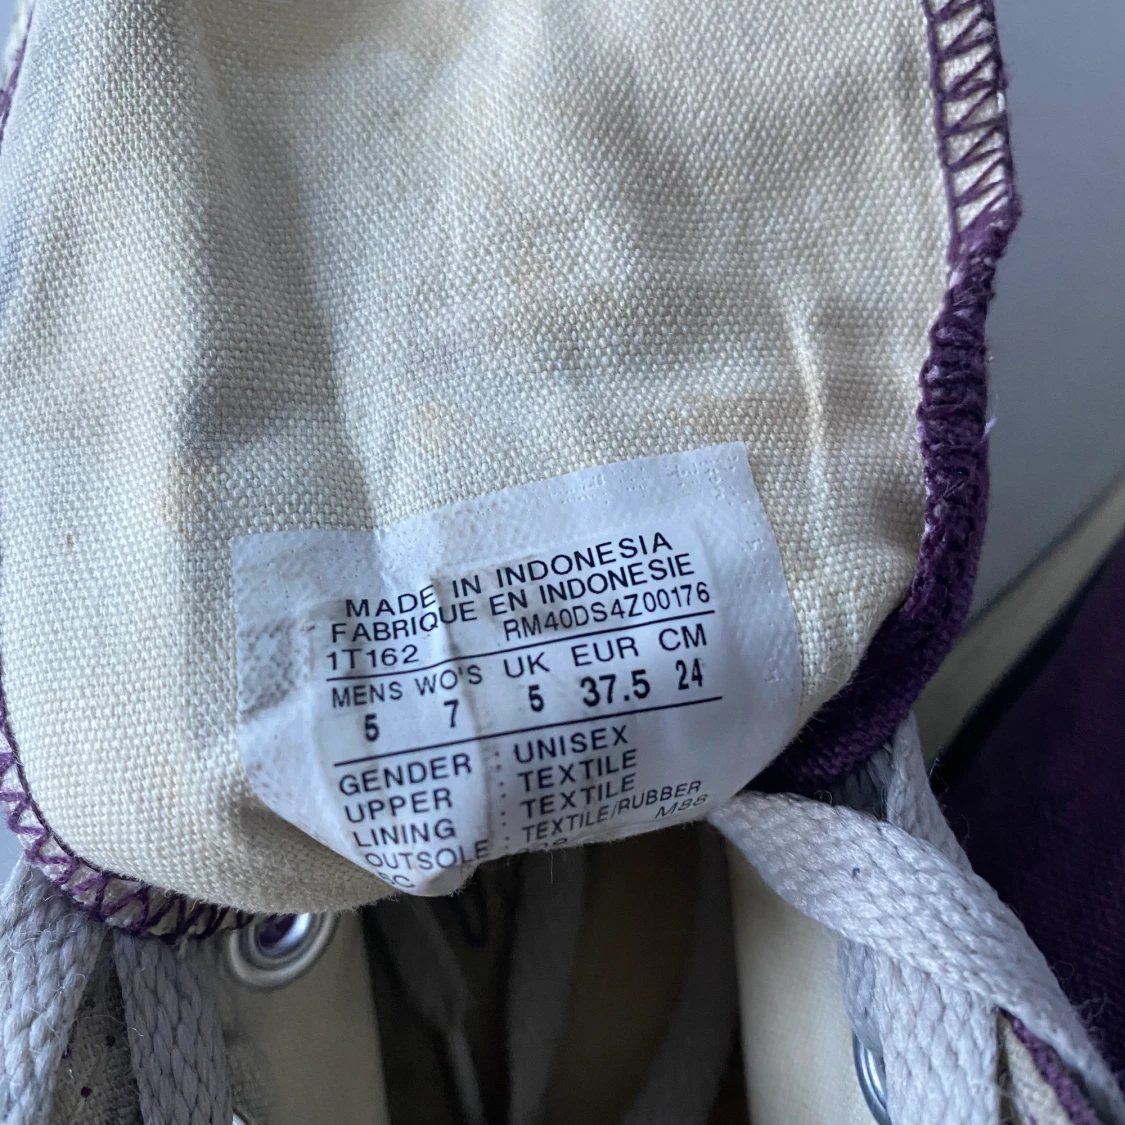 MADE IN INDONESIA
FABRIQUE EN INDONESIE
1T162 RM40DS4Z00176
MENS WO'S UK EUR CM
5 7 5 37.5 24
GENDER : UNISEX
UPPER : TEXTILE
LINING : TEXTILE
OUTSOLE : TEXTILE/RUBBER
M88